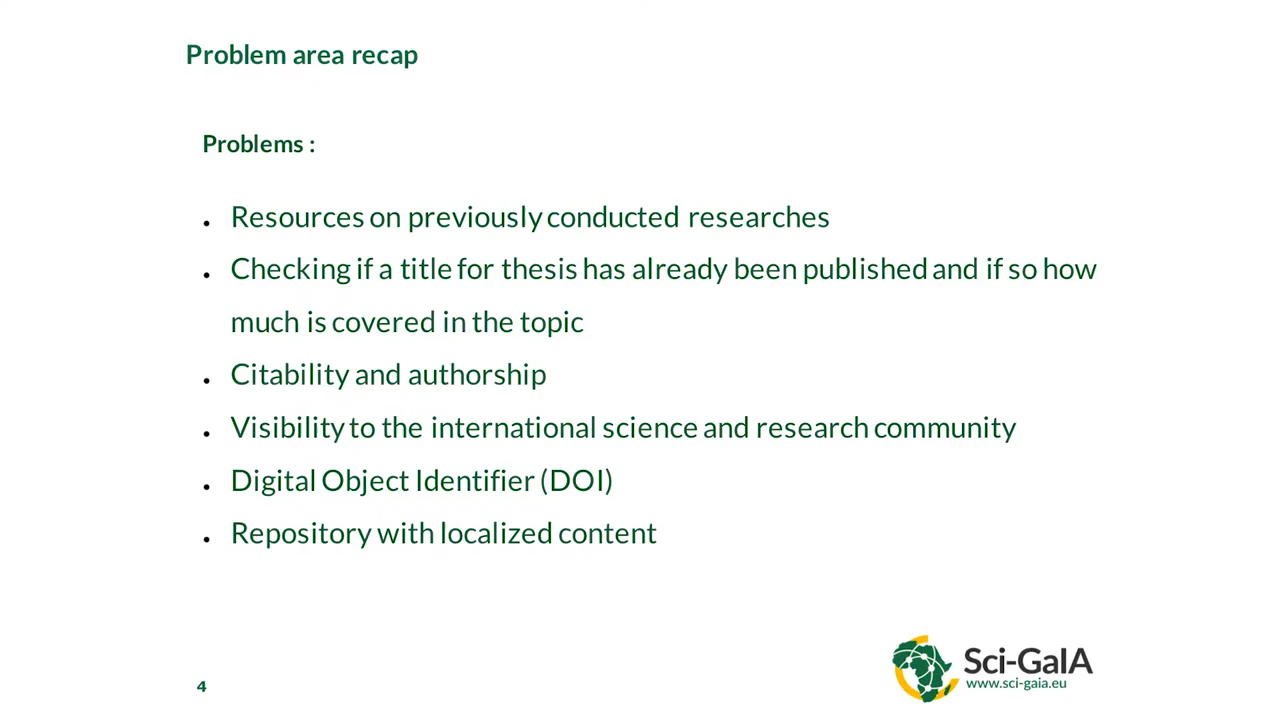 Problem area recap
Problems :
• Resources on previously conducted researches
• Checking if a title for thesis has already been published and if so how
much is covered in the topic
• Citability and authorship
• Visibility to the international science and research community
• Digital Object Identifier (DOI)
• Repository with localized content
Sci-GaIA
www.sci-gaia.eu
4